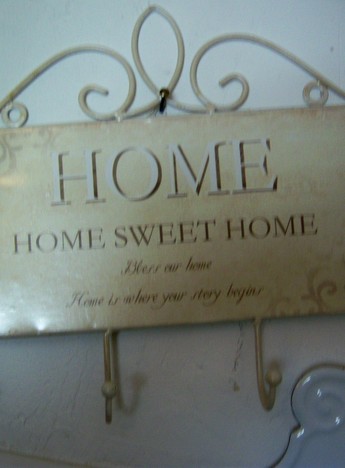 HOME
HOME SWEET HOME
Bless our home
Home is where your story begins